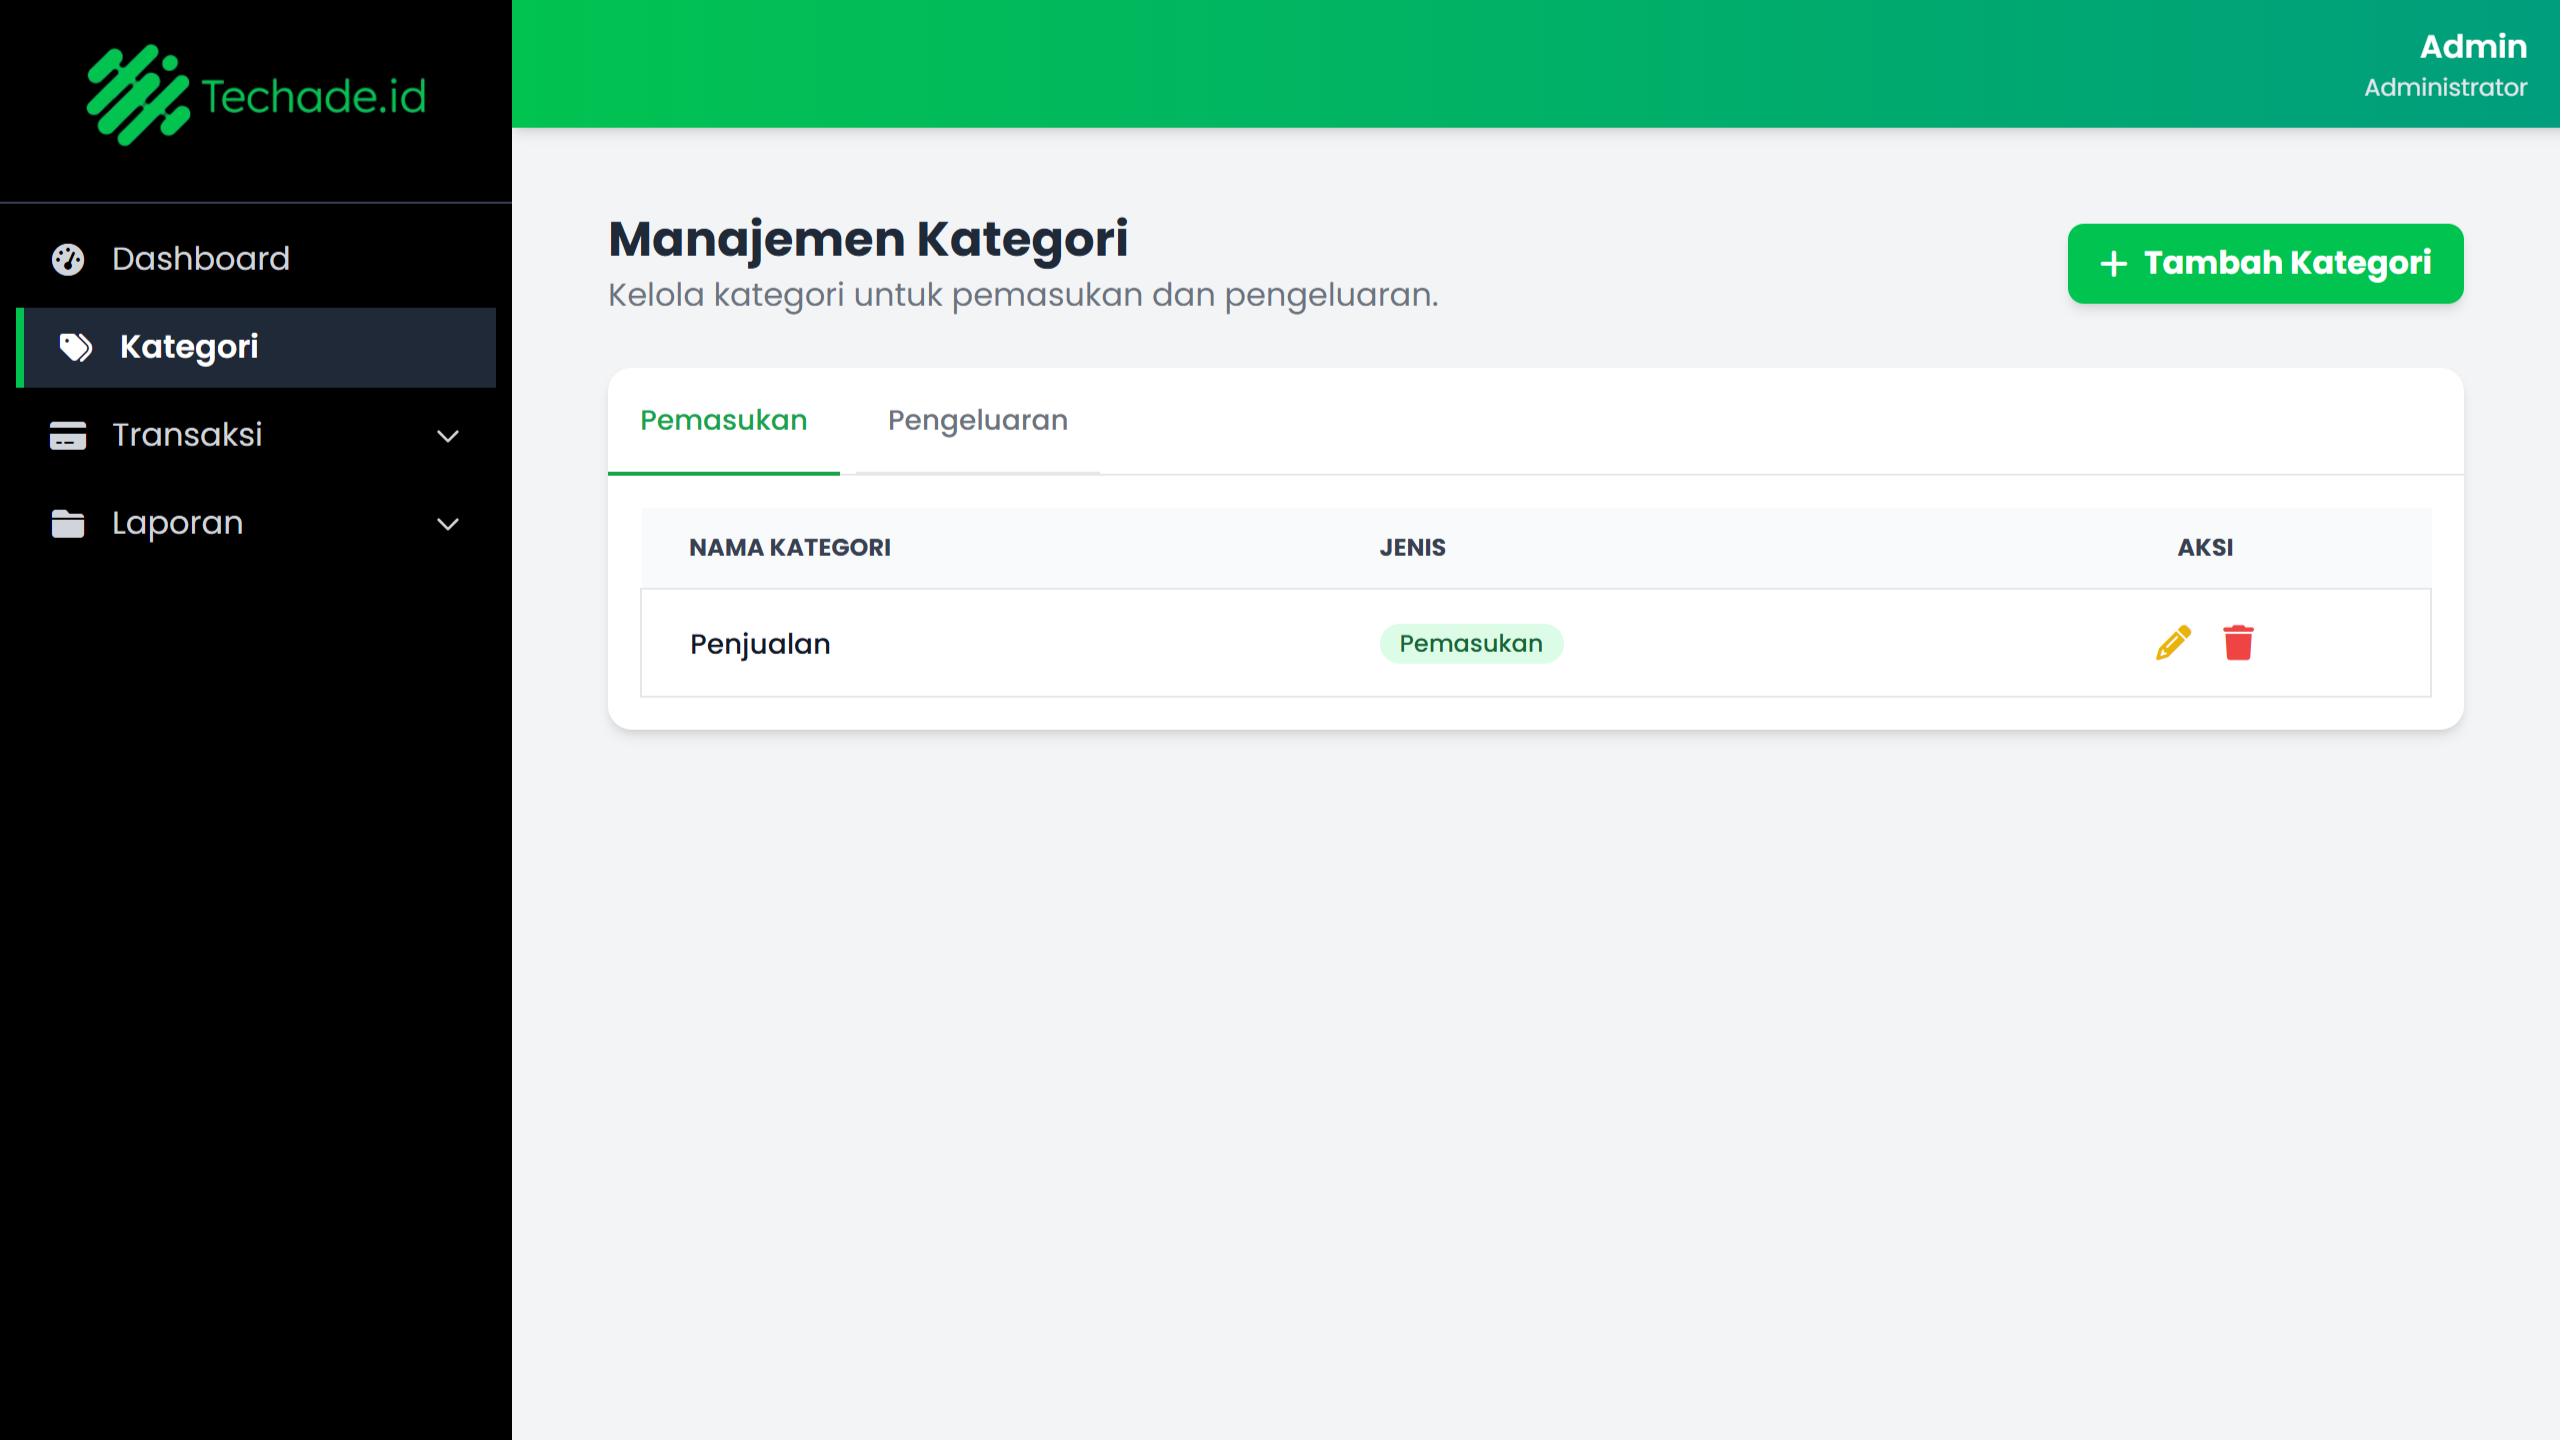 Techade.id
Admin
Administrator
Dashboard
Kategori
Transaksi
Laporan
Manajemen Kategori
Kelola kategori untuk pemasukan dan pengeluaran.
Tambah Kategori
Pemasukan Pengeluaran
NAMA KATEGORI JENIS AKSI
Penjualan Pemasukan